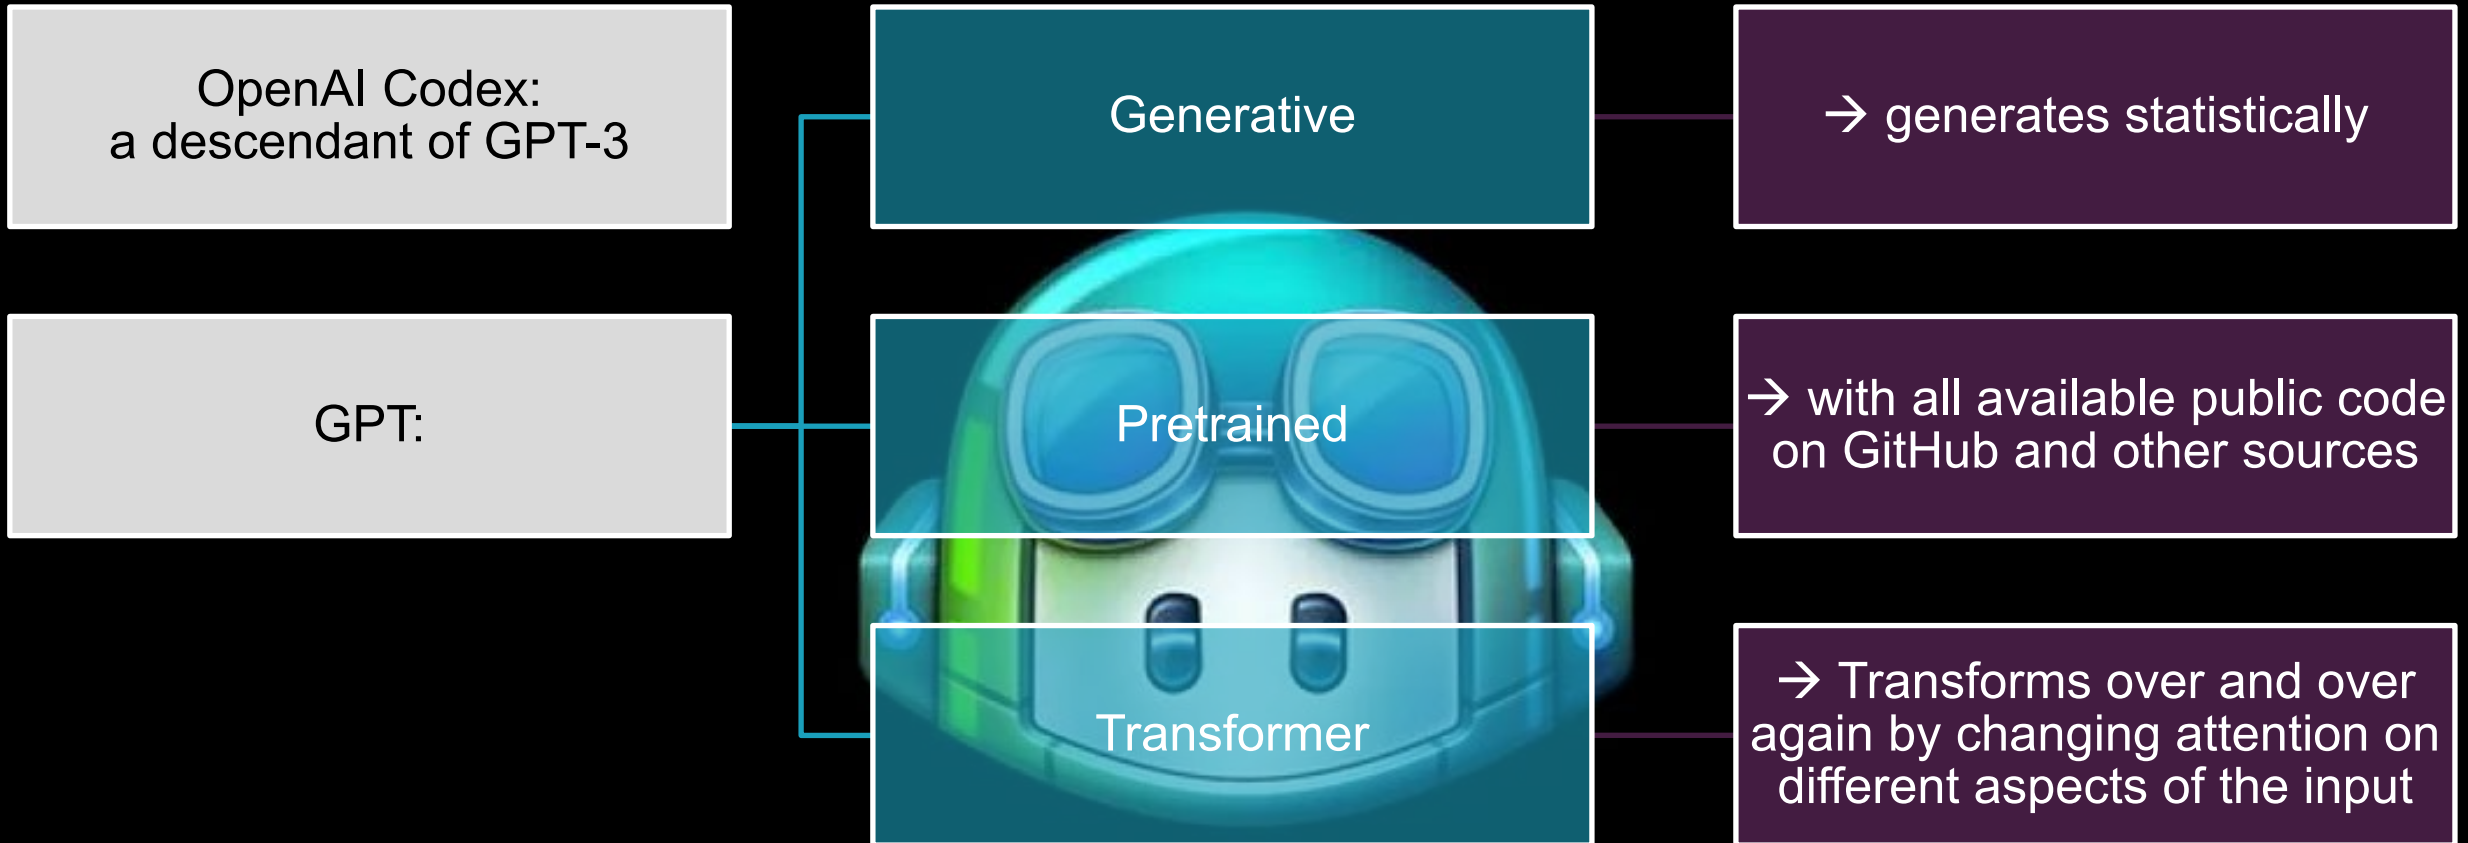 OpenAI Codex:
a descendant of GPT-3
Generative
→ generates statistically
GPT:
Pretrained
→ with all available public code
on GitHub and other sources
Transformer
→ Transforms over and over
again by changing attention on
different aspects of the input